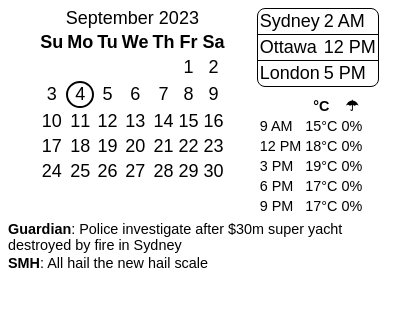 September 2023
Su Mo Tu We Th Fr Sa
1 2
3 4 5 6 7 8 9
10 11 12 13 14 15 16
17 18 19 20 21 22 23
24 25 26 27 28 29 30
Sydney 2 AM
Ottawa 12 PM
London 5 PM
°C ☂
9 AM 15°C 0%
12 PM 18°C 0%
3 PM 19°C 0%
6 PM 17°C 0%
9 PM 17°C 0%
Guardian: Police investigate after $30m super yacht
destroyed by fire in Sydney
SMH: All hail the new hail scale